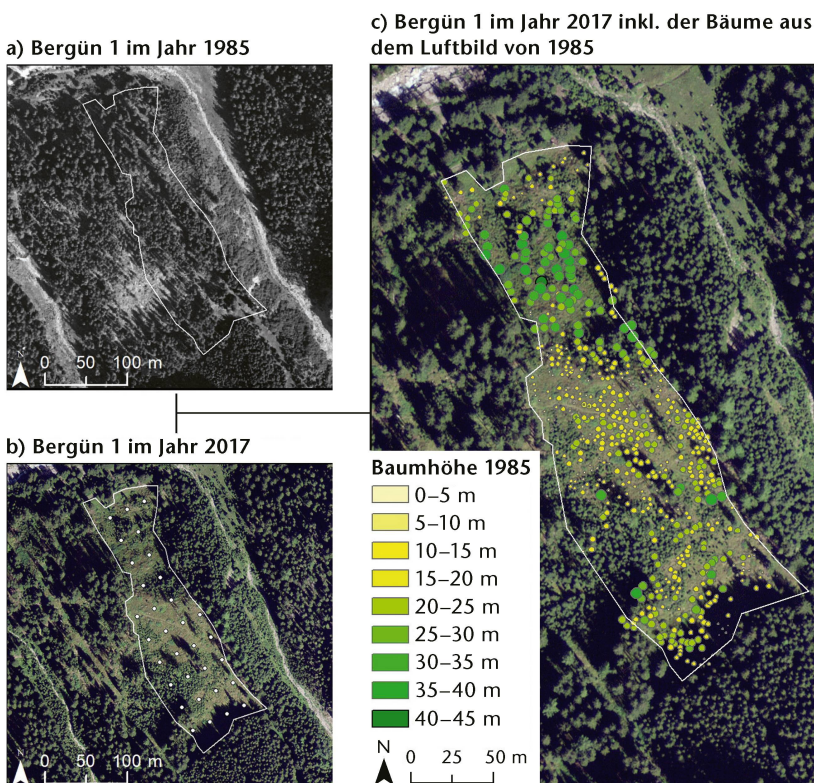 a) Bergün 1 im Jahr 1985
N
0 50 100 m
b) Bergün 1 im Jahr 2017
N
0 50 100 m
c) Bergün 1 im Jahr 2017 inkl. der Bäume aus
dem Luftbild von 1985
Baumhöhe 1985
0–5 m
5–10 m
10–15 m
15–20 m
20–25 m
25–30 m
30–35 m
35–40 m
40–45 m
N
0 25 50 m